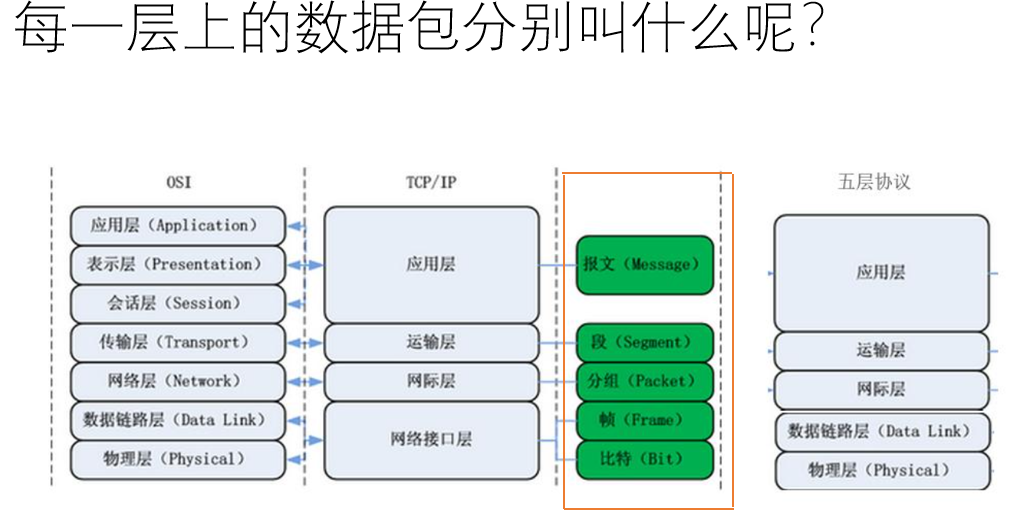 每一层上的数据包分别叫什么呢?
OSI
应用层（Application）
表示层（Presentation）
会话层（Session）
传输层（Transport）
网络层（Network）
数据链路层（Data Link）
物理层（Physical）
TCP/IP
应用层
运输层
网际层
网络接口层
报文（Message）
段（Segment）
分组（Packet）
帧（Frame）
比特（Bit）
五层协议
应用层
运输层
网际层
数据链路层（Data Link）
物理层（Physical）